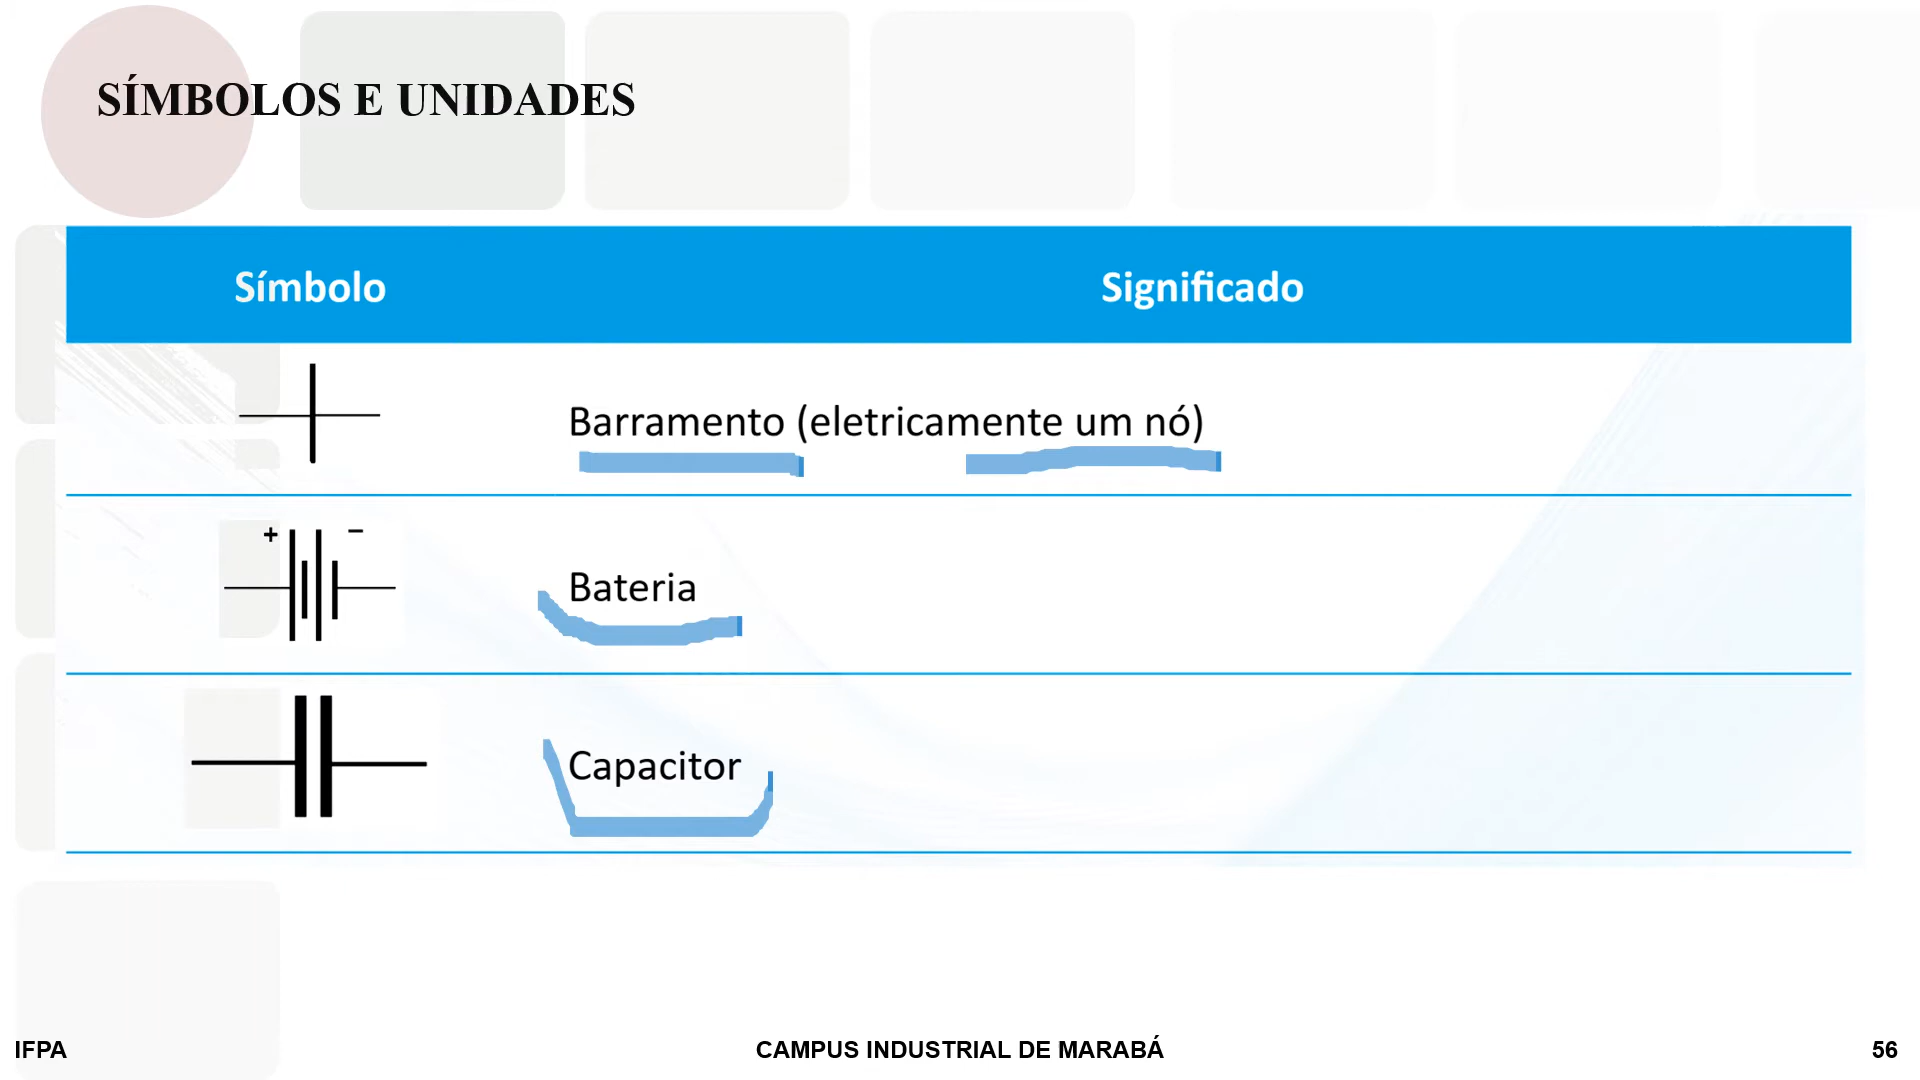 SÍMBOLOS E UNIDADES
Símbolo Significado
Barramento (eletricamente um nó)
+ −
Bateria
Capacitor
IFPA CAMPUS INDUSTRIAL DE MARABÁ 56